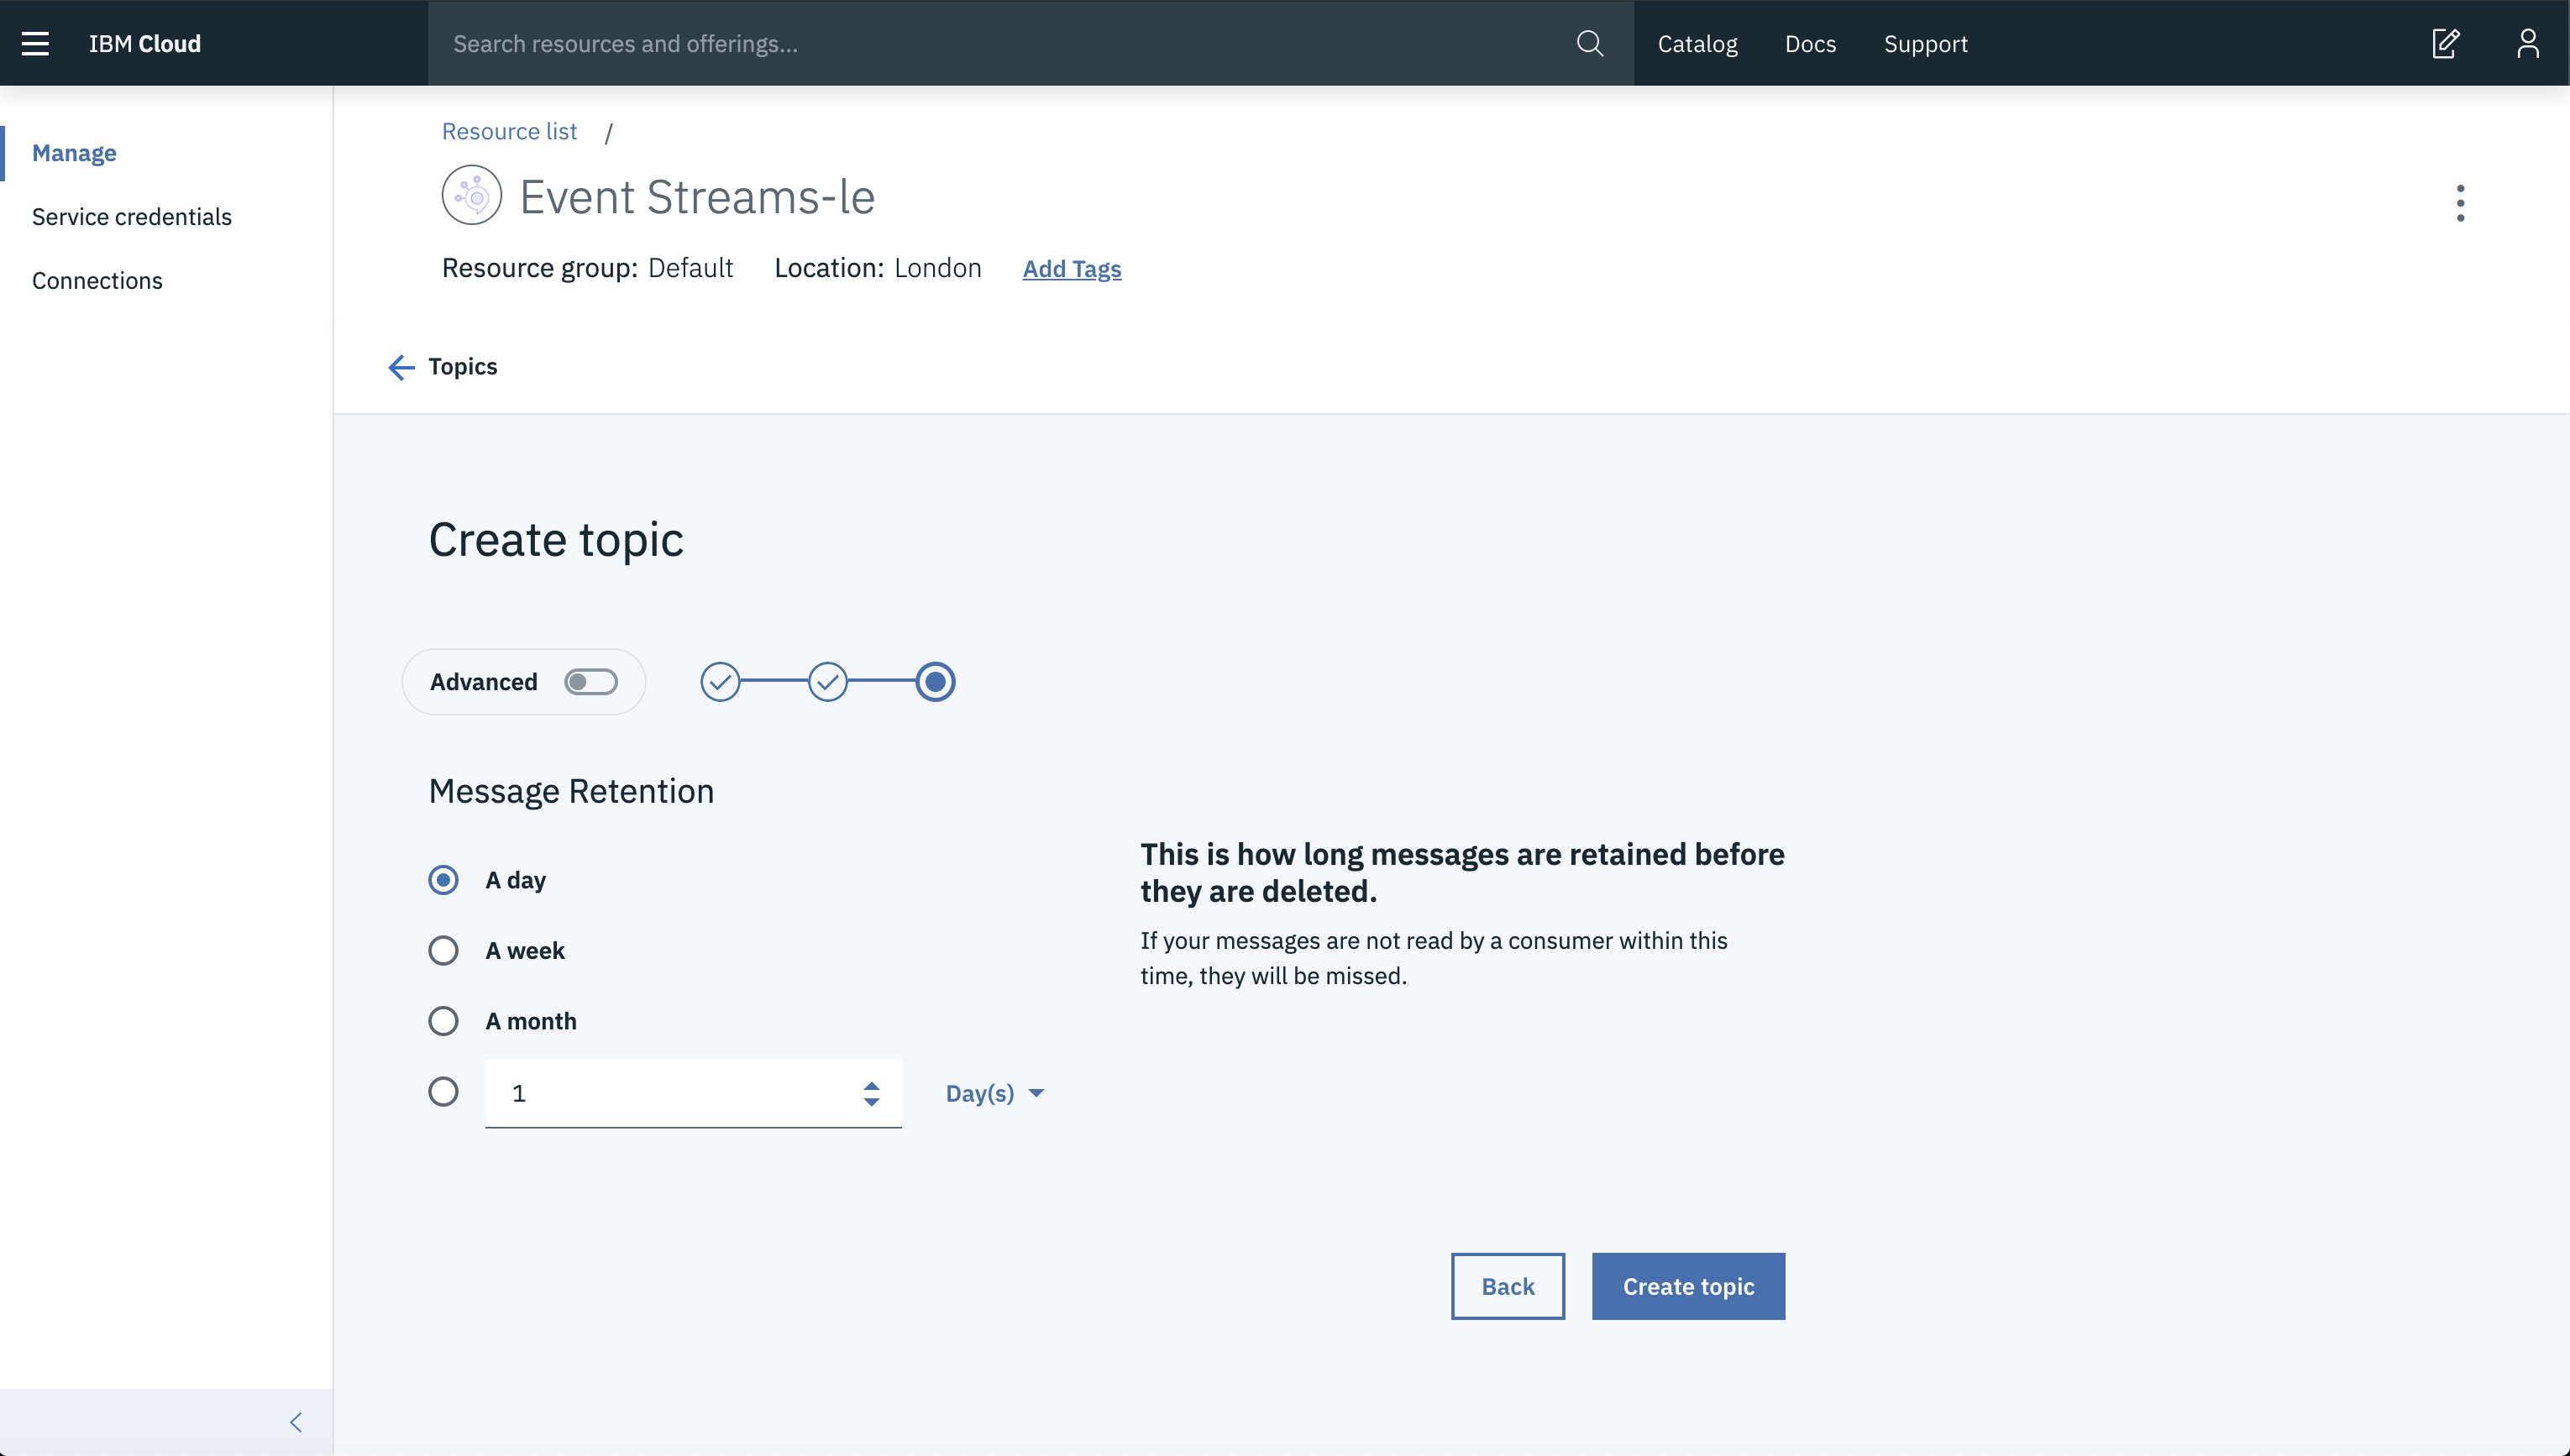 IBM Cloud
Search resources and offerings...
Catalog
Docs
Support
Manage
Service credentials
Connections
Resource list /
Event Streams-le
Resource group: Default Location: London Add Tags
Topics
Create topic
Advanced
Message Retention
A day
A week
A month
1
Day(s)
This is how long messages are retained before
they are deleted.
If your messages are not read by a consumer within this
time, they will be missed.
Back
Create topic